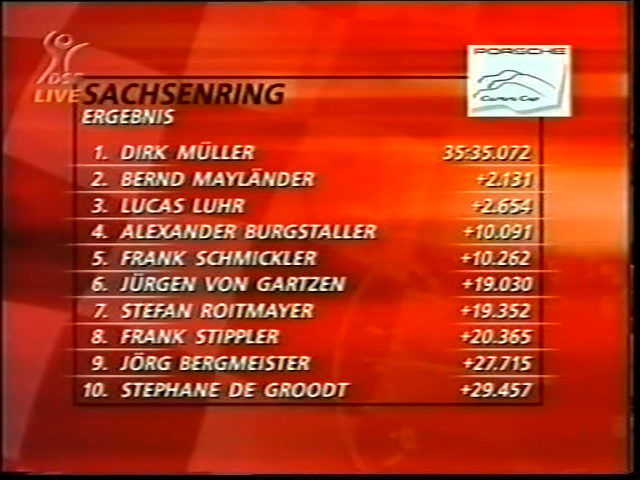 DSF
LIVE
PORSCHE
Carrera Cup
SACHSENRING
ERGEBNIS
1. DIRK MÜLLER 35:35.072
2. BERND MAYLÄNDER +2.131
3. LUCAS LUHR +2.654
4. ALEXANDER BURGSTALLER +10.091
5. FRANK SCHMICKLER +10.262
6. JÜRGEN VON GARTZEN +19.030
7. STEFAN ROITMAYER +19.352
8. FRANK STIPPLER +20.365
9. JÖRG BERGMEISTER +27.715
10. STEPHANE DE GROODT +29.457